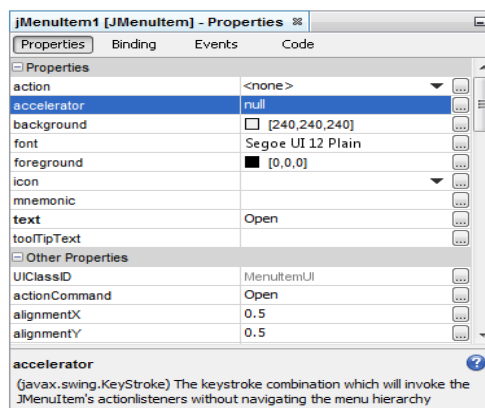 jMenuItem1 [JMenuItem] - Properties
Properties Binding Events Code
Properties
action <none> ...
accelerator null ...
background [240,240,240] ...
font Segoe UI 12 Plain ...
foreground [0,0,0] ...
icon ...
mnemonic ...
text Open ...
toolTipText ...
Other Properties
UIClassID MenuItemUI ...
actionCommand Open ...
alignmentX 0.5 ...
alignmentY 0.5 ...
accelerator ?
(javax.swing.KeyStroke) The keystroke combination which will invoke the
JMenuItem's actionlisteners without navigating the menu hierarchy